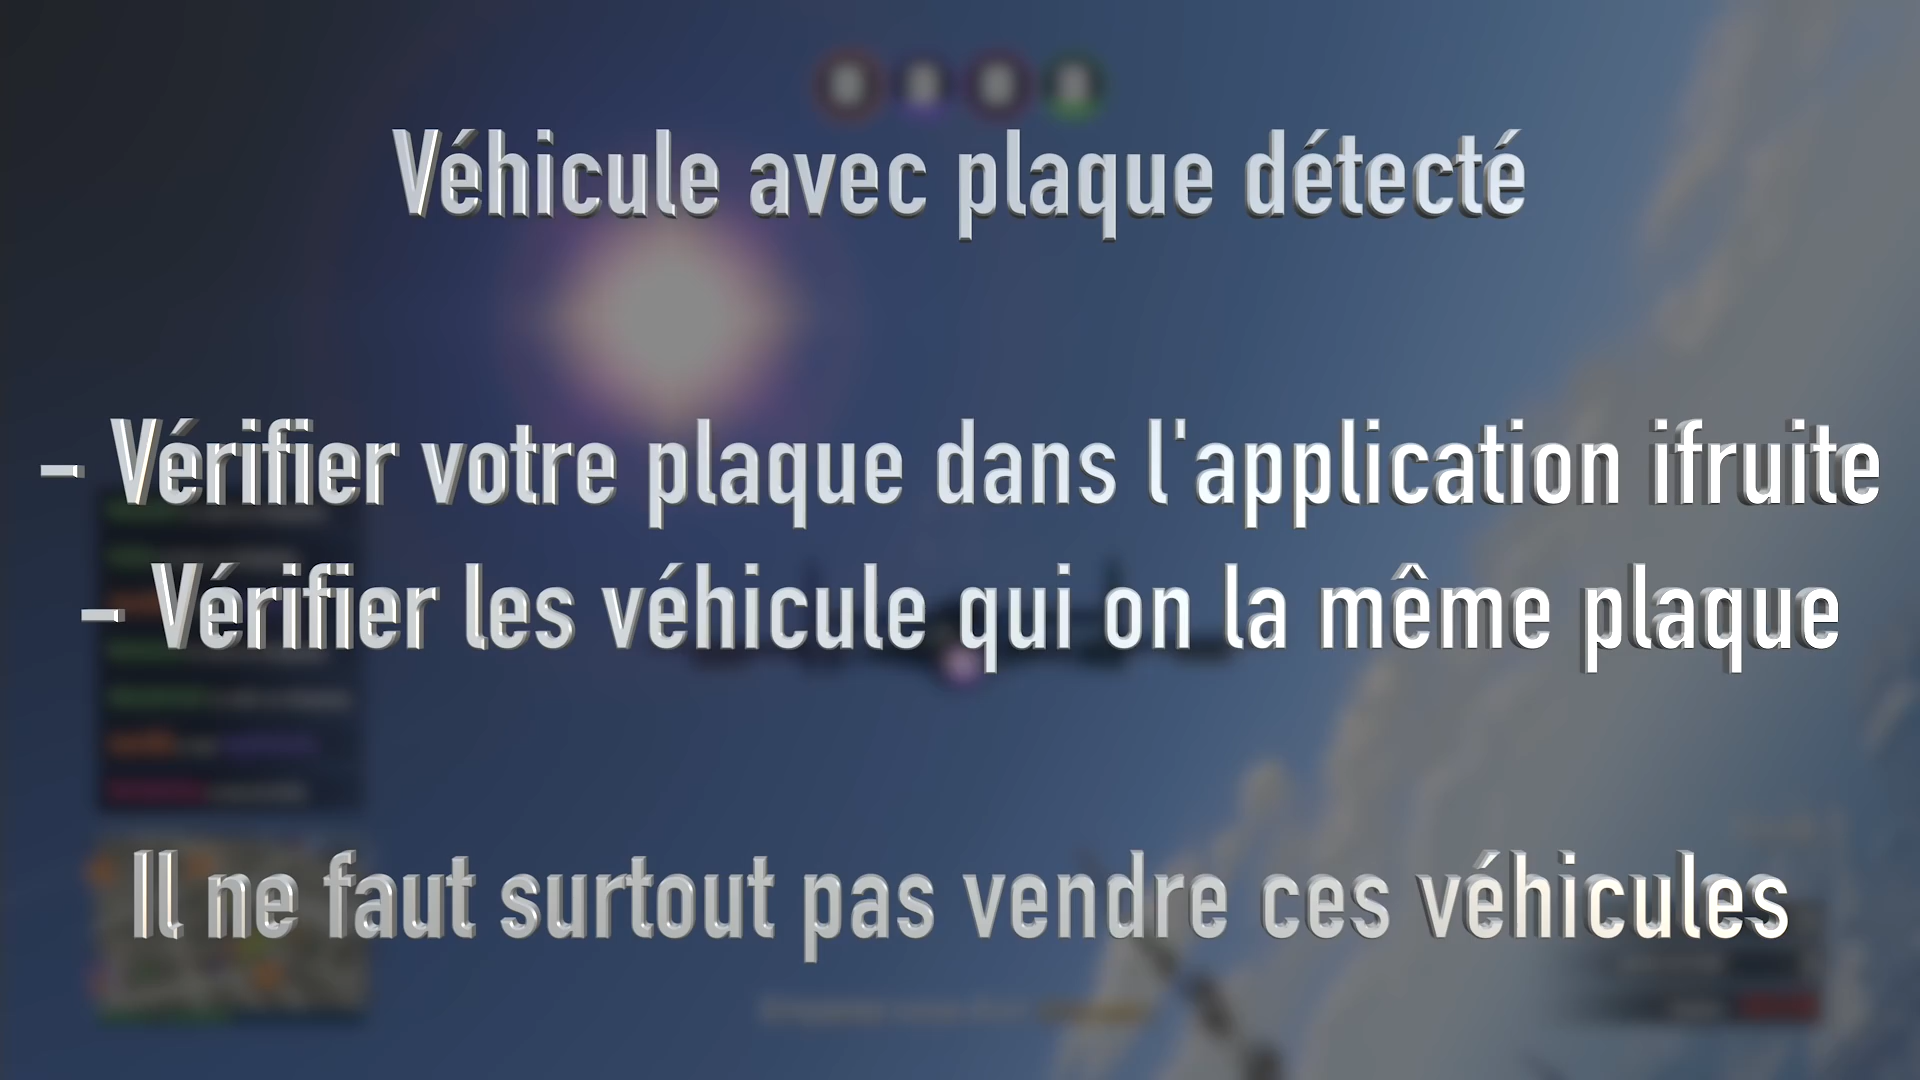 Véhicule avec plaque détecté
- Vérifier votre plaque dans l'application ifruite
- Vérifier les véhicule qui on la même plaque
Il ne faut surtout pas vendre ces véhicules